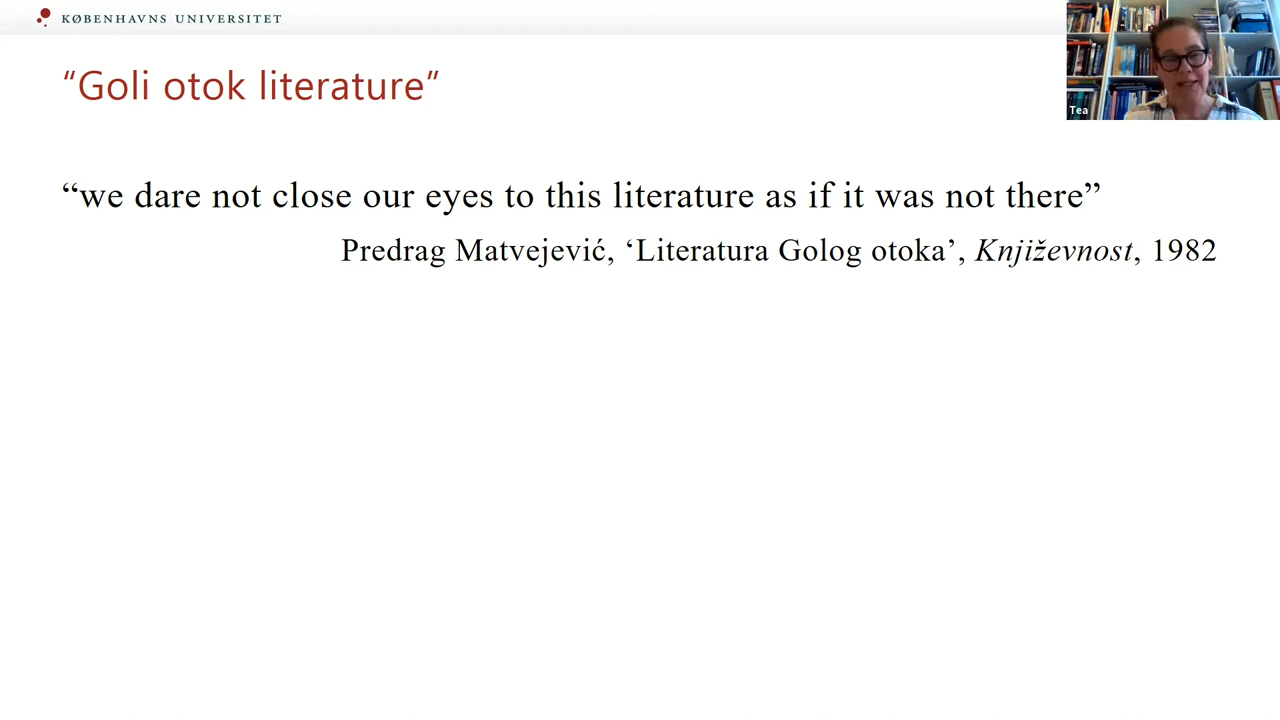 KØBENHAVNS UNIVERSITET
Tea
“Goli otok literature”
“we dare not close our eyes to this literature as if it was not there”
Predrag Matvejević, ‘Literatura Golog otoka’, Književnost, 1982